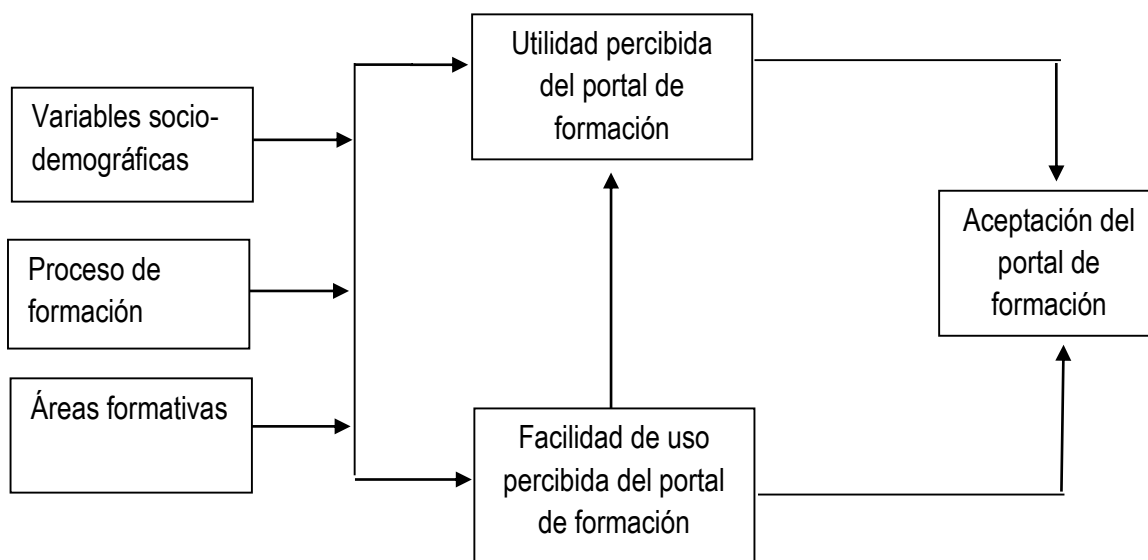 Variables socio-
demográficas
Proceso de
formación
Áreas formativas
Utilidad percibida
del portal de
formación
Facilidad de uso
percibida del portal
de formación
Aceptación del
portal de
formación